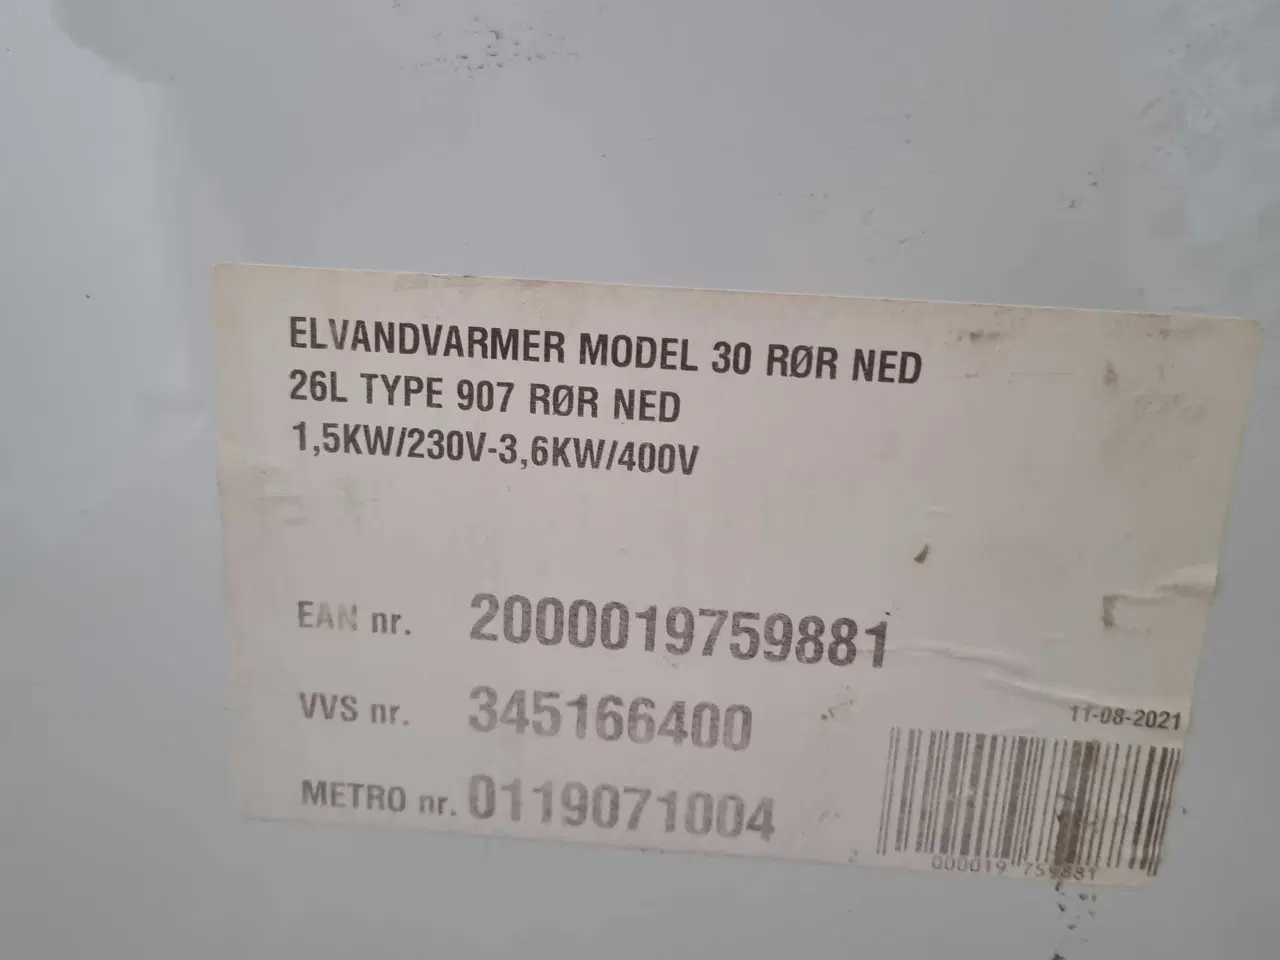 ELVANDVARMER MODEL 30 RØR NED
26L TYPE 907 RØR NED
1,5KW/230V-3,6KW/400V
EAN nr. 2000019759881
VVS nr. 345166400
11-08-2021
METRO nr. 0119071004
2 000019 759881